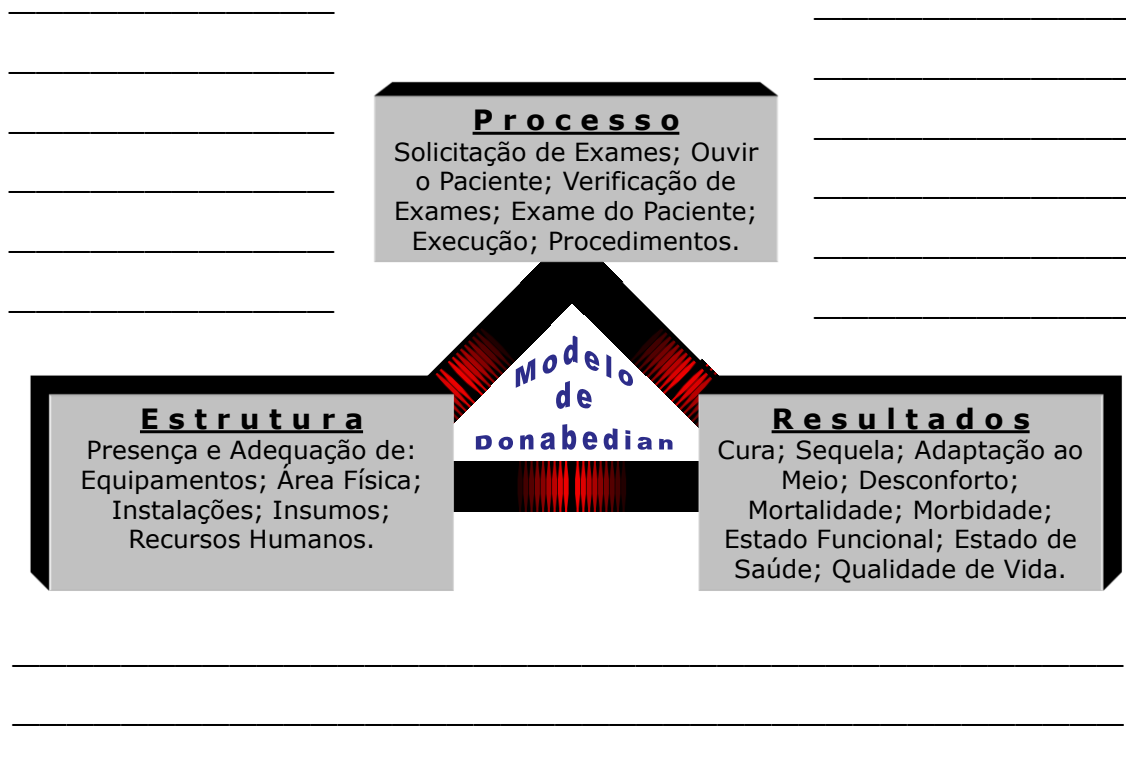 Processo
Solicitação de Exames; Ouvir
o Paciente; Verificação de
Exames; Exame do Paciente;
Execução; Procedimentos.
Modelo
de
Donabedian
Estrutura
Presença e Adequação de:
Equipamentos; Área Física;
Instalações; Insumos;
Recursos Humanos.
Resultados
Cura; Sequela; Adaptação ao
Meio; Desconforto;
Mortalidade; Morbidade;
Estado Funcional; Estado de
Saúde; Qualidade de Vida.